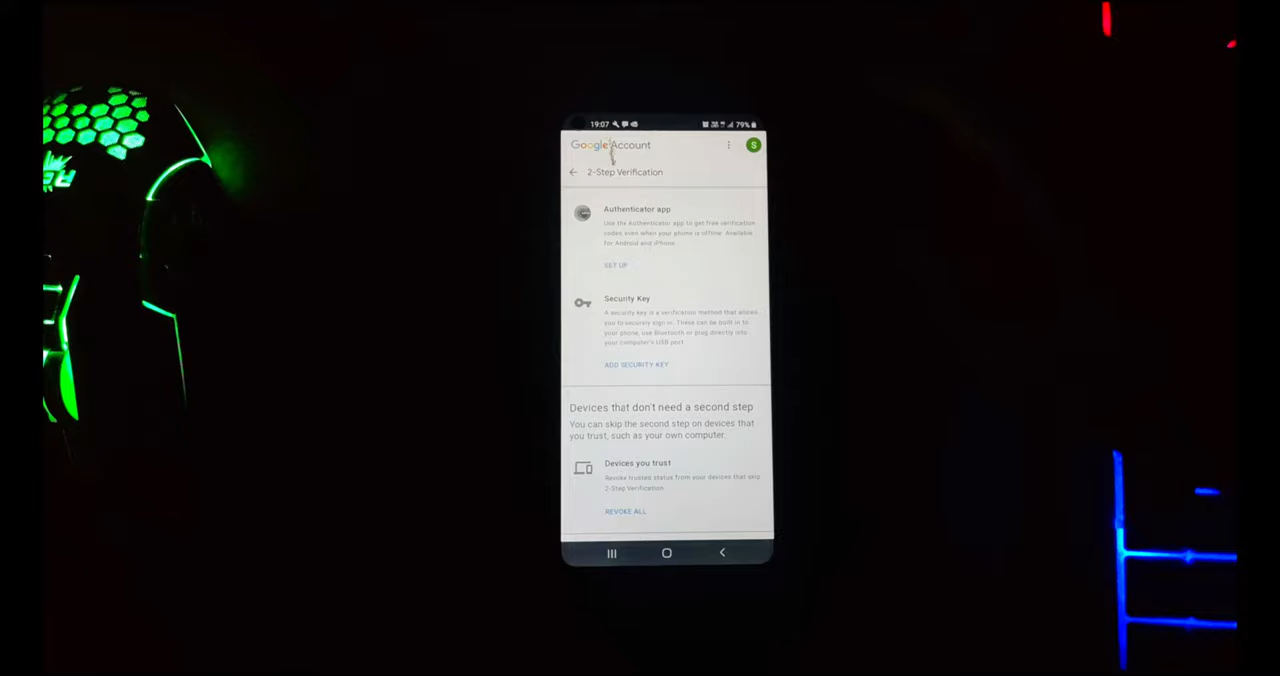 19:07
79%
Google Account
S
2-Step Verification
Authenticator app
Use the Authenticator app to get free verification
codes, even when your phone is offline. Available
for Android and iPhone.
SET UP
Security Key
A security key is a verification method that allows
you to securely sign in. These can be built in to
your phone, use Bluetooth or plug directly into
your computer's USB port.
ADD SECURITY KEY
Devices that don't need a second step
You can skip the second step on devices that
you trust, such as your own computer.
Devices you trust
Revoke trusted status from your devices that skip
2-Step Verification.
REVOKE ALL